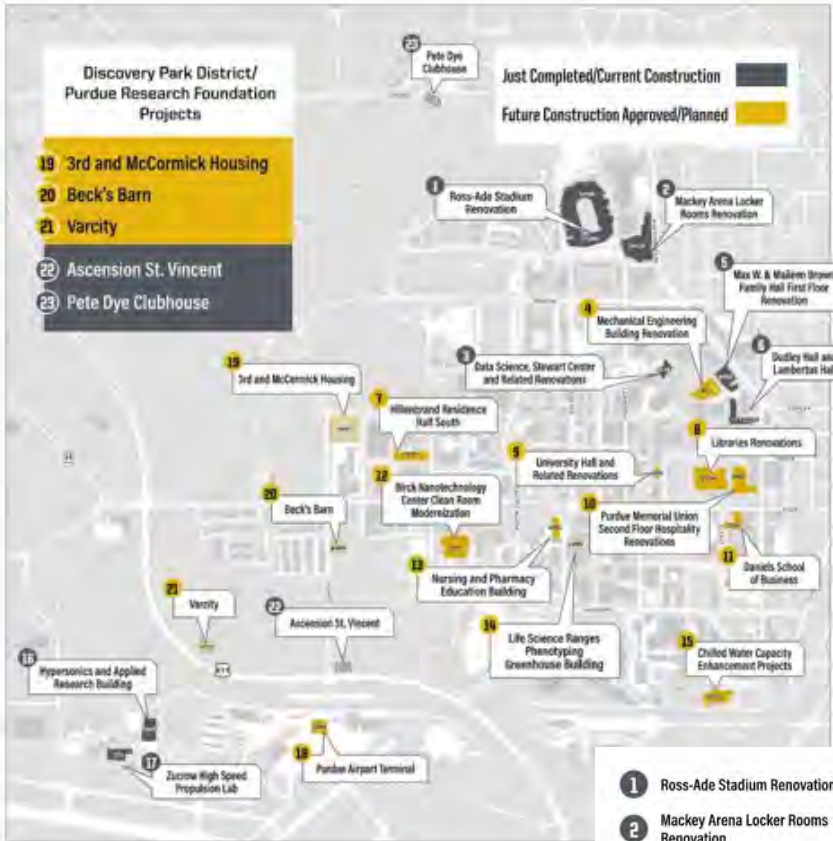 Discovery Park District/
Purdue Research Foundation
Projects
19 3rd and McCormick Housing
20 Beck's Barn
21 Varcity
22 Ascension St. Vincent
23 Pete Dye Clubhouse
Just Completed/Current Construction
Future Construction Approved/Planned
23
Pete Dye
Clubhouse
1
Ross-Ade Stadium
Renovation
2
Mackey Arena Locker
Rooms Renovation
5
Max W. & Maileen Brown
Family Hall First Floor
Renovation
4
Mechanical Engineering
Building Renovation
6
Dudley Hall and
Lambertus Hall
3
Data Science, Stewart Center
and Related Renovations
19
3rd and McCormick Housing
7
Hillenbrand Residence
Hall South
8
Libraries Renovations
9
University Hall and
Related Renovations
12
Birck Nanotechnology
Center Clean Room
Modernization
20
Beck's Barn
10
Purdue Memorial Union
Second Floor Hospitality
Renovations
11
Daniels School
of Business
13
Nursing and Pharmacy
Education Building
21
Varcity
22
Ascension St. Vincent
14
Life Science Ranges
Phenotyping
Greenhouse Building
15
Chilled Water Capacity
Enhancement Projects
16
Hypersonics and Applied
Research Building
17
Zucrow High Speed
Propulsion Lab
18
Purdue Airport Terminal
1 Ross-Ade Stadium Renovation
2 Mackey Arena Locker Rooms
Renovation